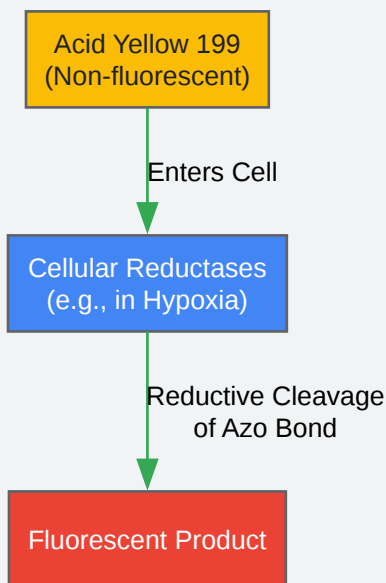 Acid Yellow 199
(Non-fluorescent)
Enters Cell
Cellular Reductases
(e.g., in Hypoxia)
Reductive Cleavage
of Azo Bond
Fluorescent Product